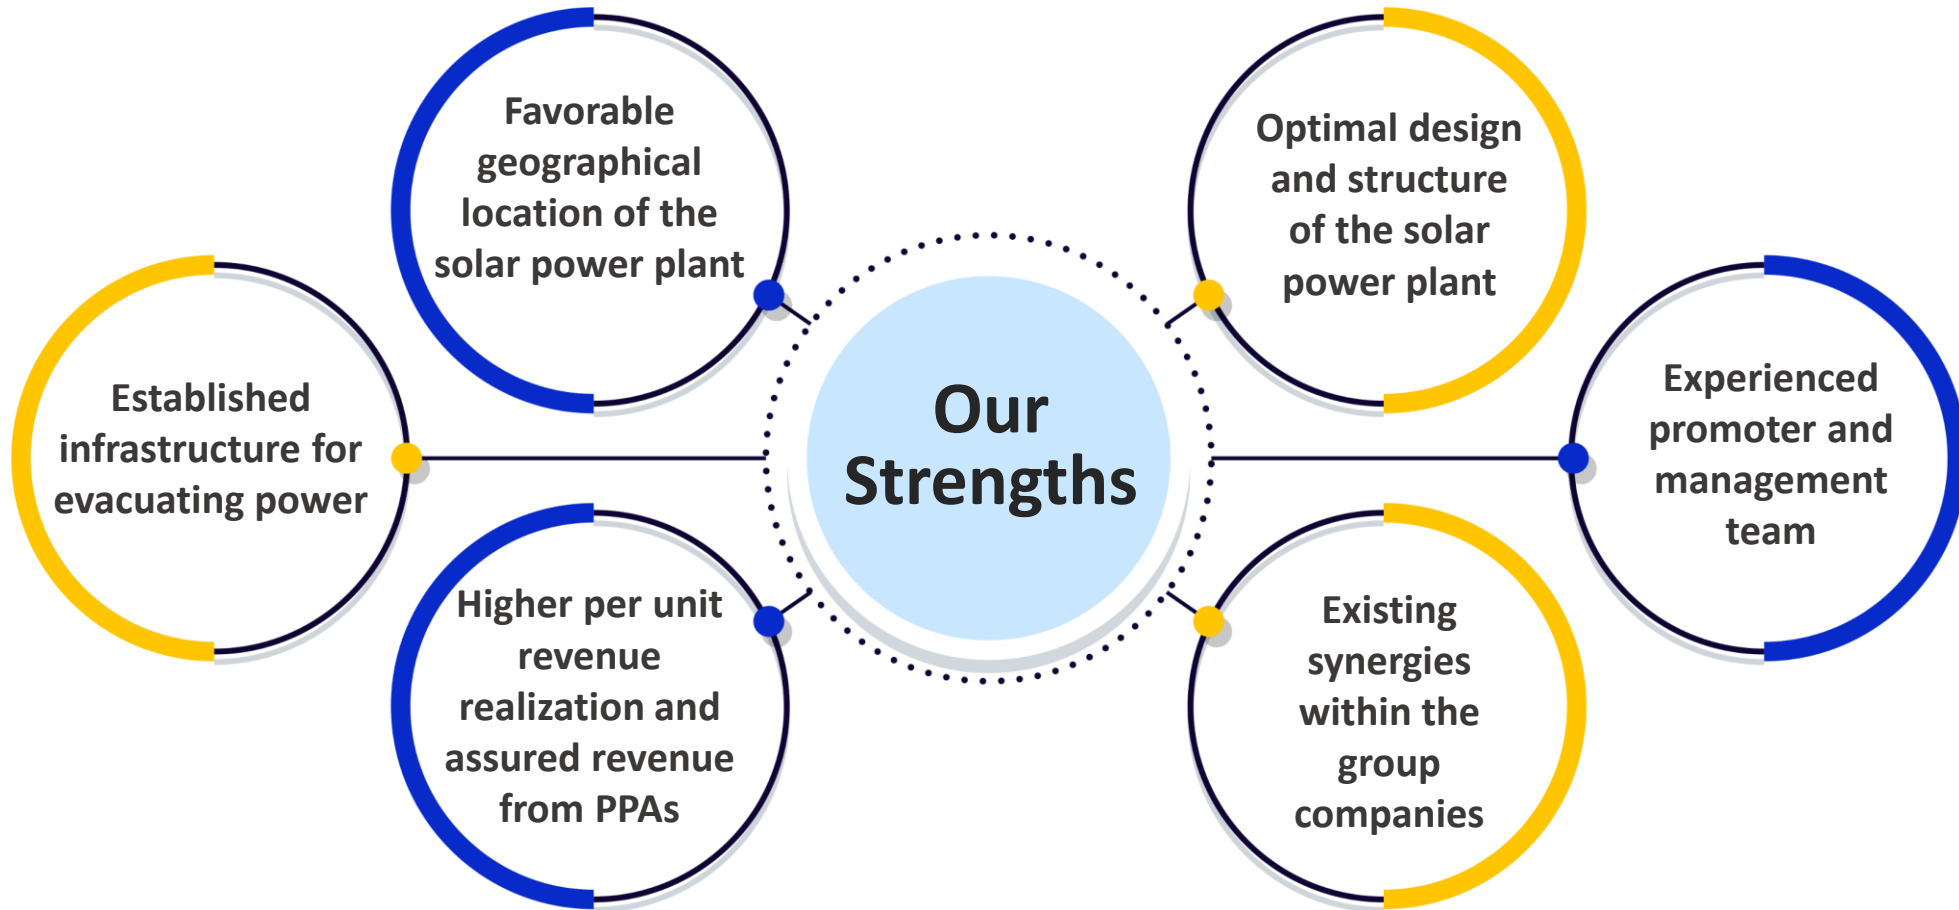 Favorable
geographical
location of the
solar power plant
Optimal design
and structure
of the solar
power plant
Established
infrastructure for
evacuating power
Our
Strengths
Experienced
promoter and
management
team
Higher per unit
revenue
realization and
assured revenue
from PPAs
Existing
synergies
within the
group
companies